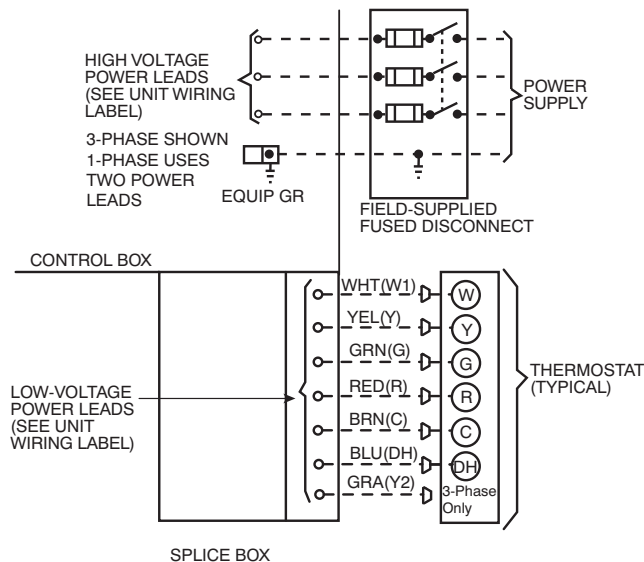 HIGH VOLTAGE
POWER LEADS
(SEE UNIT WIRING
LABEL)
POWER
SUPPLY
3-PHASE SHOWN
1-PHASE USES
TWO POWER
LEADS
EQUIP GR
FIELD-SUPPLIED
FUSED DISCONNECT
CONTROL BOX
WHT(W1)
W
YEL(Y)
Y
GRN(G)
G
RED(R)
R
BRN(C)
C
BLU(DH)
DH
GRA(Y2)
3-Phase
Only
THERMOSTAT
(TYPICAL)
LOW-VOLTAGE
POWER LEADS
(SEE UNIT
WIRING LABEL)
SPLICE BOX